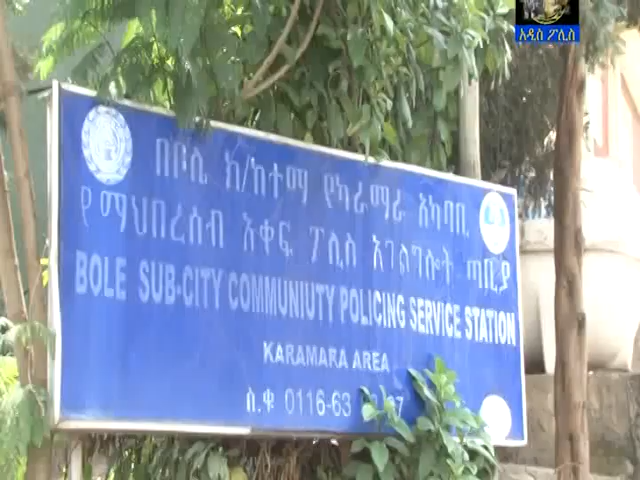 አዲስ ፖሊስ
በቦሌ ክ/ከተማ የካራማራ አካባቢ
የማህበረሰብ አቀፍ ፖሊስ አገልግሎት ጣቢያ
BOLE SUB-CITY COMMUNIUTY POLICING SERVICE STATION
KARAMARA AREA
ስ.ቁ 0116-63